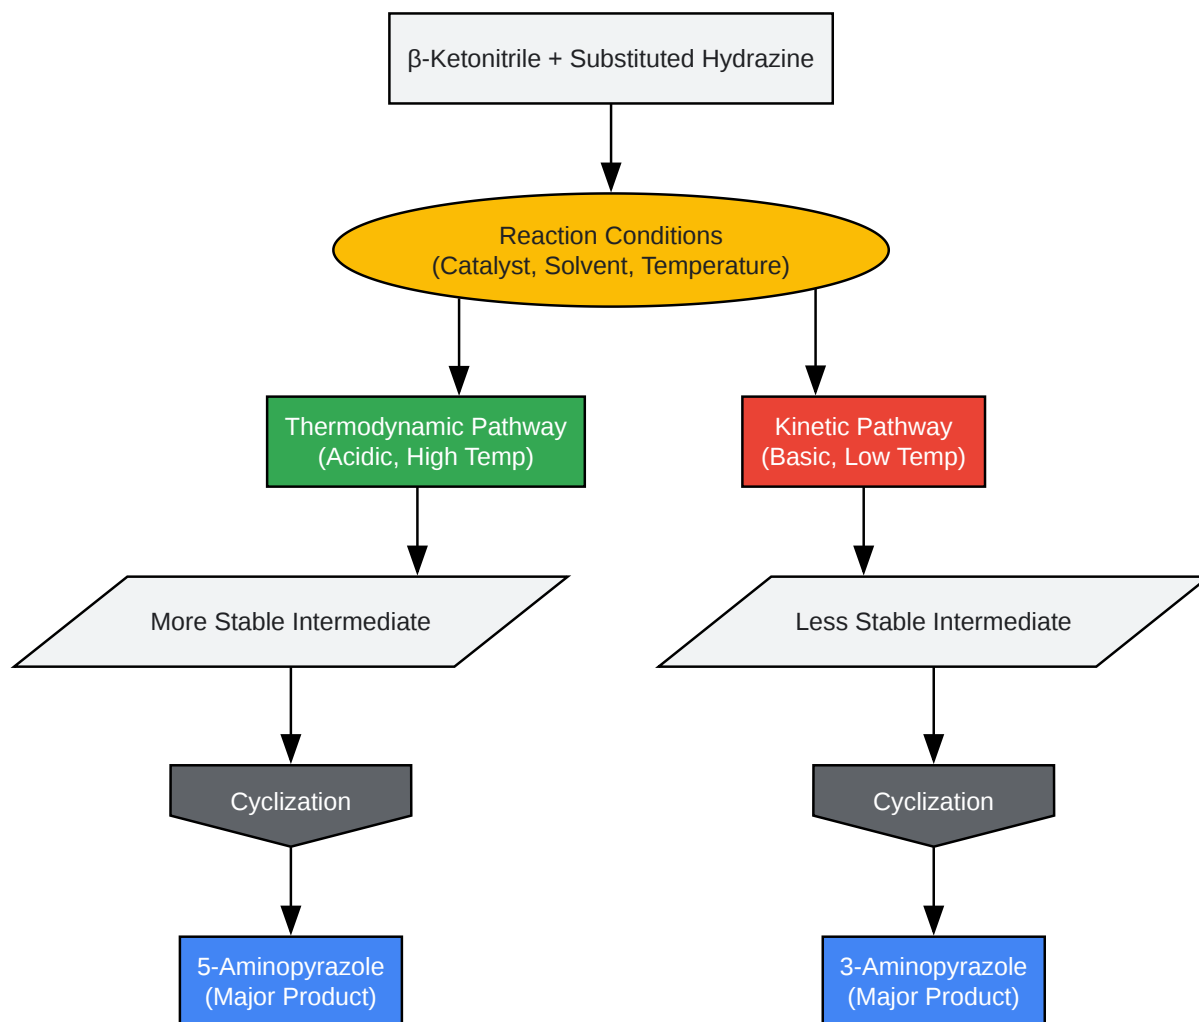 β-Ketonitrile + Substituted Hydrazine
Reaction Conditions
(Catalyst, Solvent, Temperature)
Thermodynamic Pathway
(Acidic, High Temp)
Kinetic Pathway
(Basic, Low Temp)
More Stable Intermediate
Less Stable Intermediate
Cyclization
Cyclization
5-Aminopyrazole
(Major Product)
3-Aminopyrazole
(Major Product)